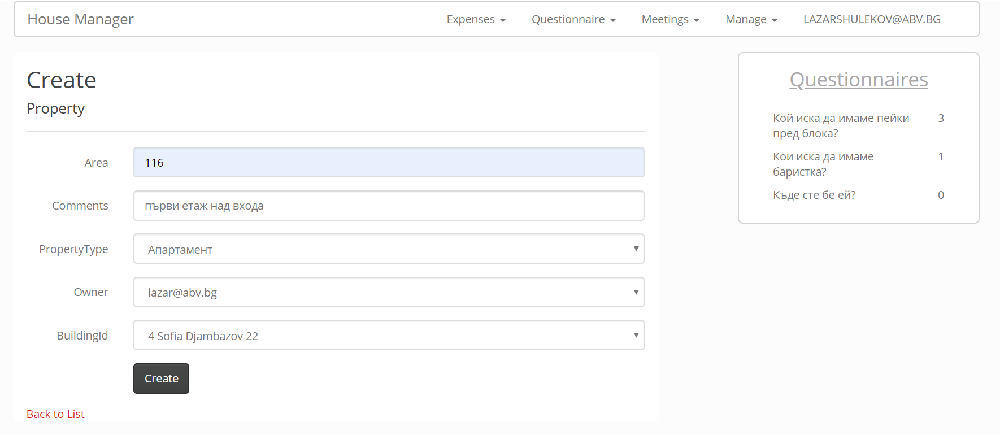 House Manager
Expenses
Questionnaire
Meetings
Manage
LAZARSHULEKOV@ABV.BG
Create
Property
Area
116
Comments
първи етаж над входа
PropertyType
Апартамент
Owner
lazar@abv.bg
BuildingId
4 Sofia Djambazov 22
Create
Back to List
Questionnaires
Кой иска да имаме пейки 3
пред блока?
Кои иска да имаме 1
баристка?
Къде сте бе ей? 0